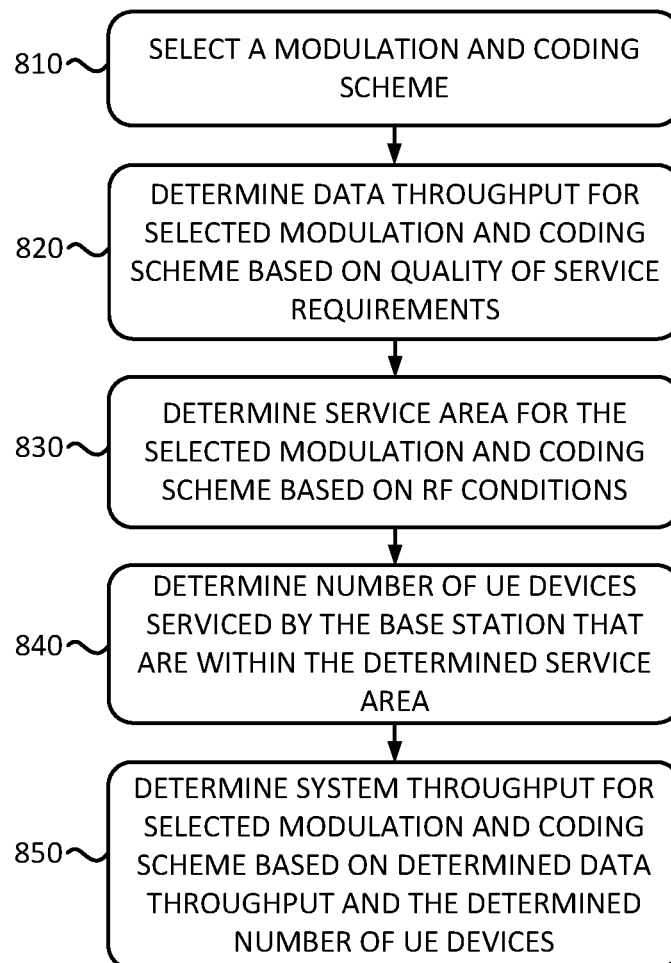 810
SELECT A MODULATION AND CODING
SCHEME
820
DETERMINE DATA THROUGHPUT FOR
SELECTED MODULATION AND CODING
SCHEME BASED ON QUALITY OF SERVICE
REQUIREMENTS
830
DETERMINE SERVICE AREA FOR THE
SELECTED MODULATION AND CODING
SCHEME BASED ON RF CONDITIONS
840
DETERMINE NUMBER OF UE DEVICES
SERVICED BY THE BASE STATION THAT
ARE WITHIN THE DETERMINED SERVICE
AREA
850
DETERMINE SYSTEM THROUGHPUT FOR
SELECTED MODULATION AND CODING
SCHEME BASED ON DETERMINED DATA
THROUGHPUT AND THE DETERMINED
NUMBER OF UE DEVICES